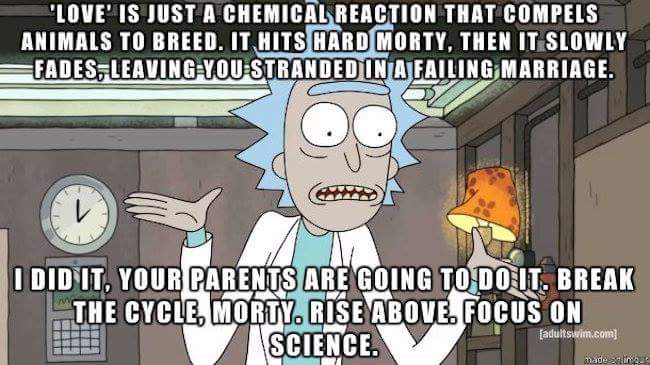 'LOVE' IS JUST A CHEMICAL REACTION THAT COMPELS
ANIMALS TO BREED. IT HITS HARD MORTY, THEN IT SLOWLY
FADES, LEAVING YOU STRANDED IN A FAILING MARRIAGE.
I DID IT, YOUR PARENTS ARE GOING TO DO IT. BREAK
THE CYCLE, MORTY. RISE ABOVE. FOCUS ON
SCIENCE.
[adultswim.com]
made on imgur